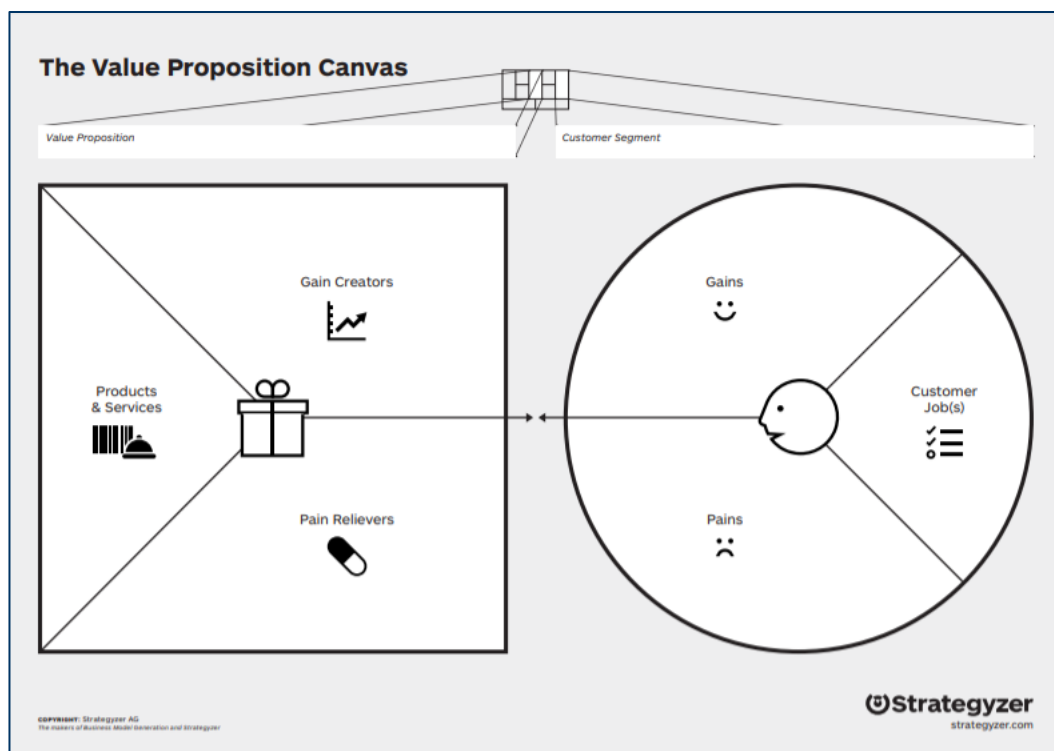 The Value Proposition Canvas
Value Proposition
Customer Segment
Gain Creators
Products
& Services
Pain Relievers
Gains
Customer
Job(s)
Pains
COPYRIGHT: Strategyzer AG
The makers of Business Model Generation and Strategyzer
Strategyzer
strategyzer.com